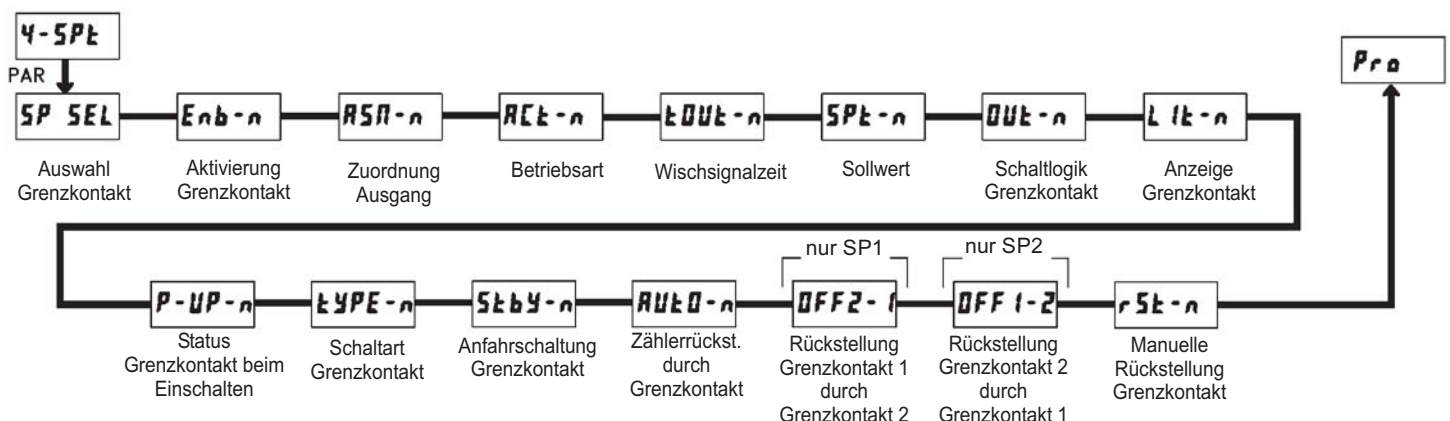 4-SPt
PAR
Pro
SP SEL
Enb-n
ASN-n
ACt-n
tOUt-n
SPt-n
OUt-n
LIt-n
Auswahl
Grenzkontakt
Aktivierung
Grenzkontakt
Zuordnung
Ausgang
Betriebsart
Wischsignalzeit
Sollwert
Schaltlogik
Grenzkontakt
Anzeige
Grenzkontakt
nur SP1
nur SP2
P-UP-n
tYPE-n
StbY-n
AUtO-n
OFF2-1
OFF1-2
rSt-n
Status
Grenzkontakt beim
Einschalten
Schaltart
Grenzkontakt
Anfahrschaltung
Grenzkontakt
Zählerrückst.
durch
Grenzkontakt
Rückstellung
Grenzkontakt 1
durch
Grenzkontakt 2
Rückstellung
Grenzkontakt 2
durch
Grenzkontakt 1
Manuelle
Rückstellung
Grenzkontakt